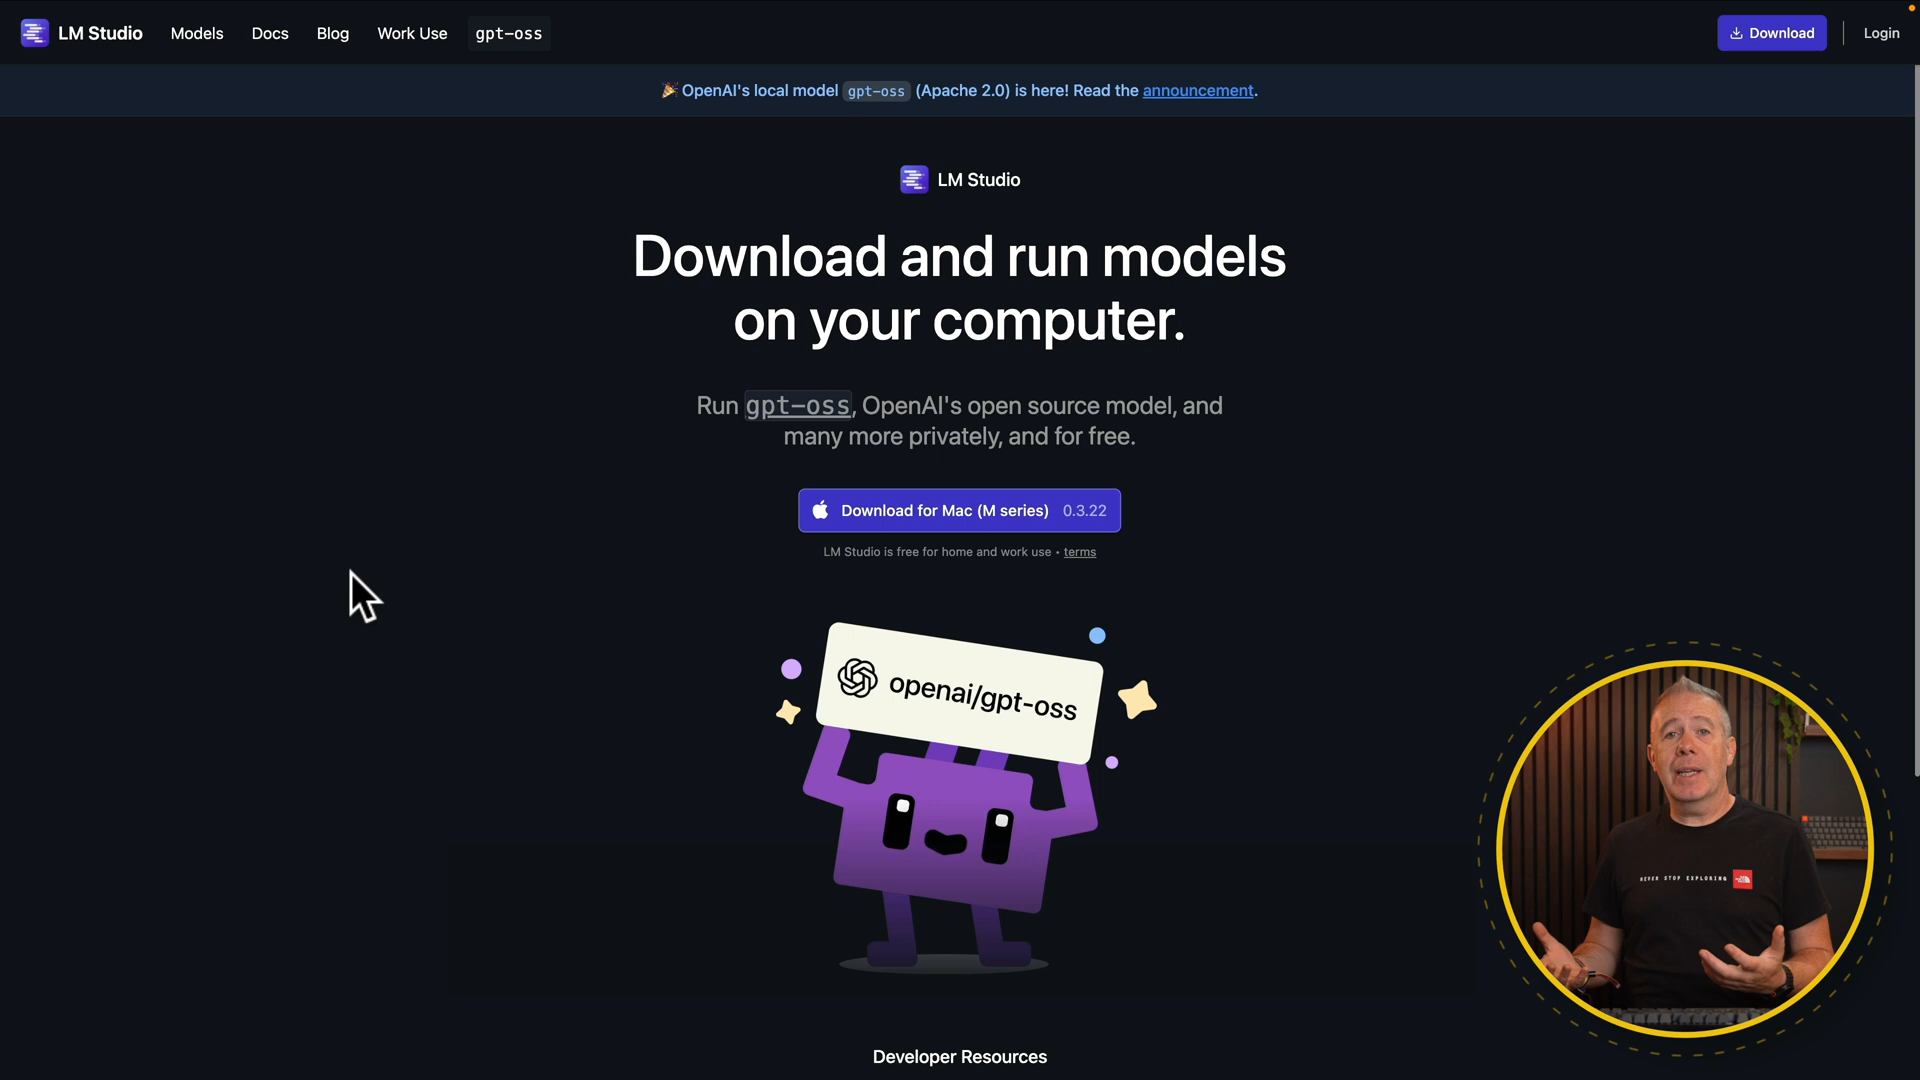 LM Studio Models Docs Blog Work Use gpt-oss Download Login
🎉 OpenAI's local model gpt-oss (Apache 2.0) is here! Read the announcement.
LM Studio
Download and run models
on your computer.
Run gpt-oss, OpenAI's open source model, and
many more privately, and for free.
Download for Mac (M series) 0.3.22
LM Studio is free for home and work use • terms
openai/gpt-oss
NEVER STOP EXPLORING
Developer Resources